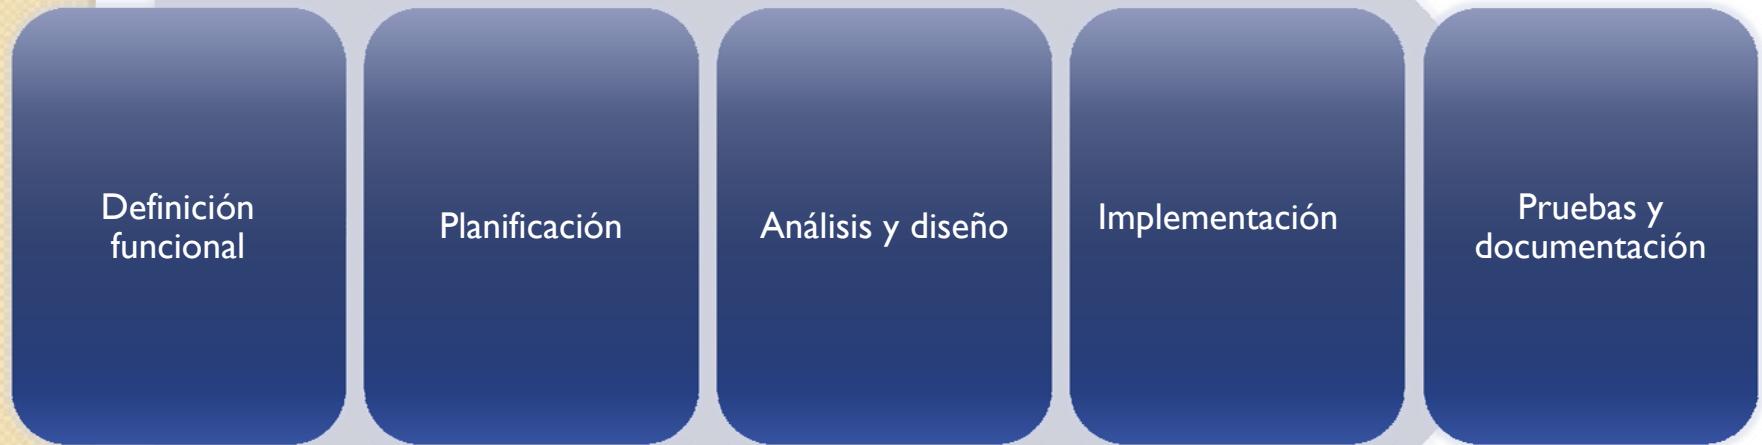 Definición
funcional
Planificación
Análisis y diseño
Implementación
Pruebas y
documentación